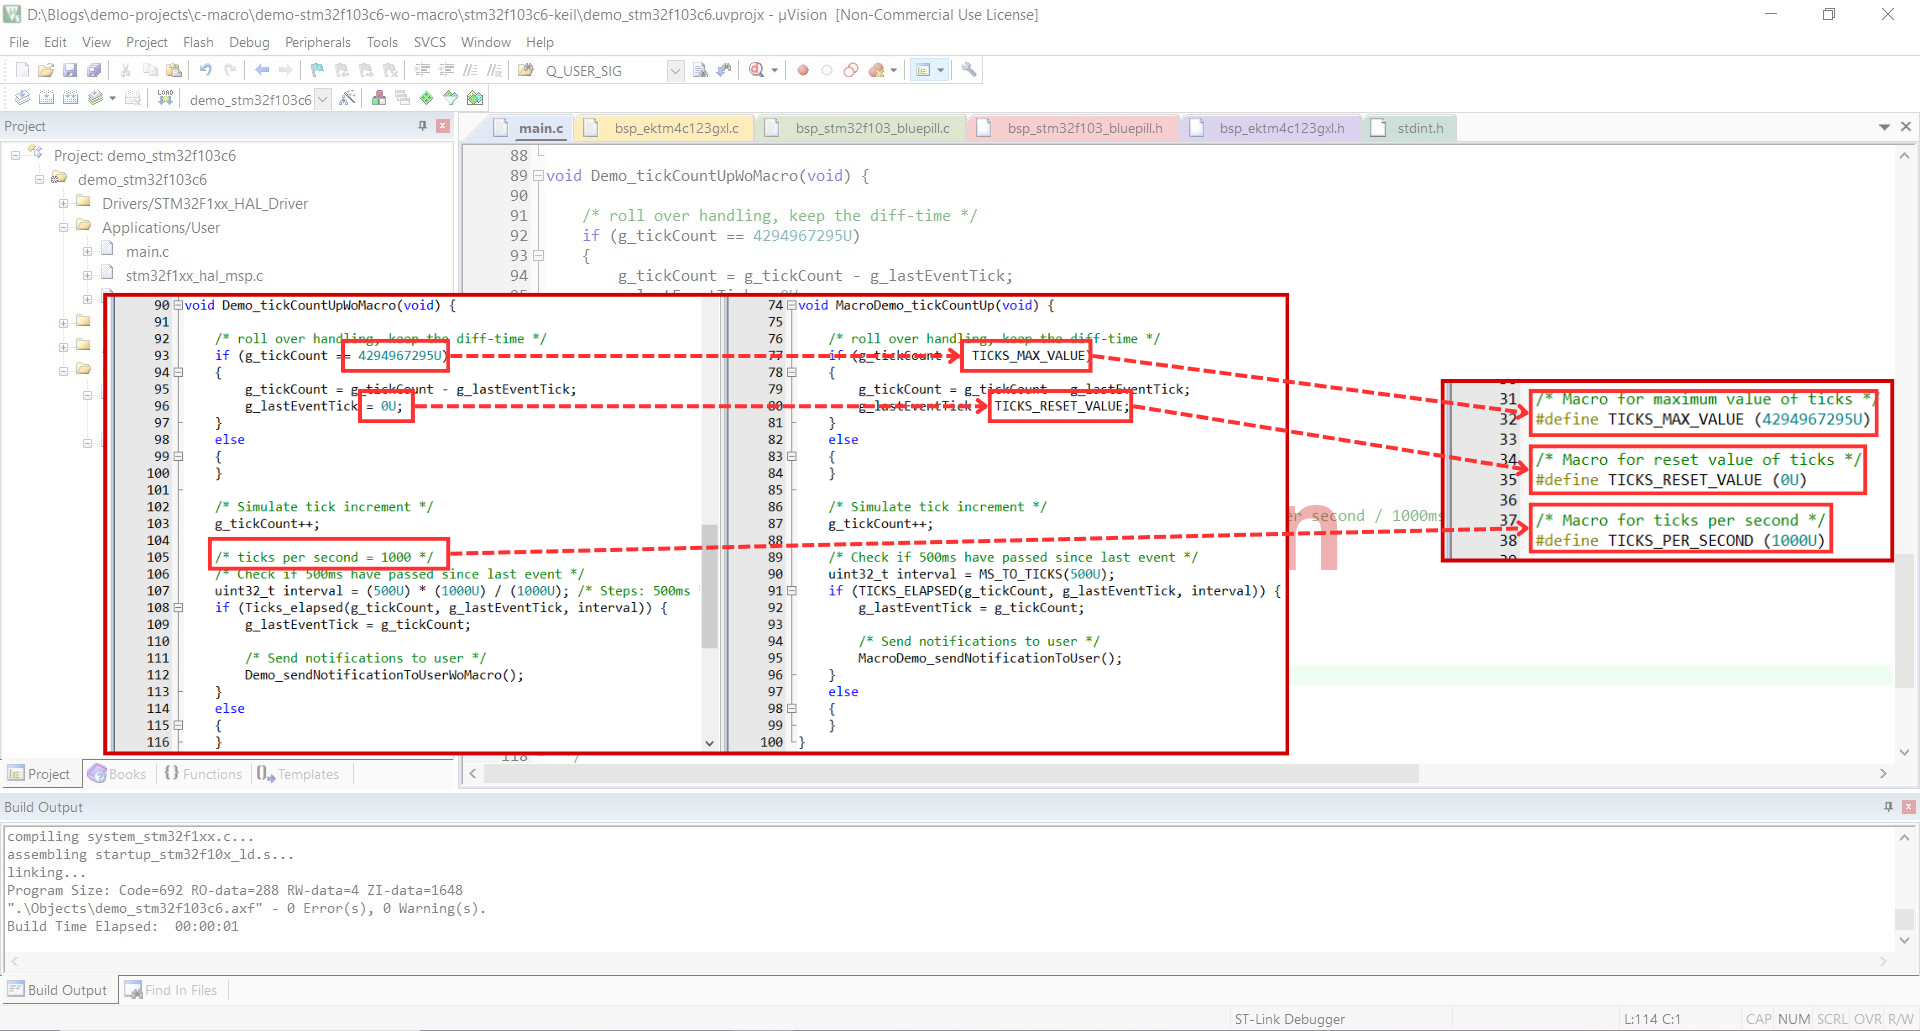 D:\Blogs\demo-projects\c-macro\demo-stm32f103c6-wo-macro\stm32f103c6-keil\demo_stm32f103c6.uvprojx - µVision [Non-Commercial Use License]
File Edit View Project Flash Debug Peripherals Tools SVCS Window Help
Q_USER_SIG
LOAD
demo_stm32f103c6
Project
Project: demo_stm32f103c6
demo_stm32f103c6
Drivers/STM32F1xx_HAL_Driver
Applications/User
main.c
stm32f1xx_hal_msp.c
main.c bsp_ektm4c123gxl.c bsp_stm32f103_bluepill.c bsp_stm32f103_bluepill.h bsp_ektm4c123gxl.h stdint.h
88
89 void Demo_tickCountUpWoMacro(void) {
90
91 /* roll over handling, keep the diff-time */
92 if (g_tickCount == 4294967295U)
93 {
94 g_tickCount = g_tickCount - g_lastEventTick;
90 void Demo_tickCountUpWoMacro(void) {
91
92 /* roll over handling, keep the diff-time */
93 if (g_tickCount == 4294967295U)
94 {
95 g_tickCount = g_tickCount - g_lastEventTick;
96 g_lastEventTick = 0U;
97 }
98 else
99 {
100 }
101
102 /* Simulate tick increment */
103 g_tickCount++;
104
105 /* ticks per second = 1000 */
106 /* Check if 500ms have passed since last event */
107 uint32_t interval = (500U) * (1000U) / (1000U); /* Steps: 500ms
108 if (Ticks_elapsed(g_tickCount, g_lastEventTick, interval)) {
109 g_lastEventTick = g_tickCount;
110
111 /* Send notifications to user */
112 Demo_sendNotificationToUserWoMacro();
113 }
114 else
115 {
116 }
74 void MacroDemo_tickCountUp(void) {
75
76 /* roll over handling, keep the diff-time */
77 if (g_tickCount TICKS_MAX_VALUE)
78 {
79 g_tickCount = g_tickCount - g_lastEventTick;
80 g_lastEventTick TICKS_RESET_VALUE;
81 }
82 else
83 {
84 }
85
86 /* Simulate tick increment */
87 g_tickCount++;
88
89 /* Check if 500ms have passed since last event */
90 uint32_t interval = MS_TO_TICKS(500U);
91 if (TICKS_ELAPSED(g_tickCount, g_lastEventTick, interval)) {
92 g_lastEventTick = g_tickCount;
93
94 /* Send notifications to user */
95 MacroDemo_sendNotificationToUser();
96 }
97 else
98 {
99 }
100 }
er second / 1000ms
n
31 /* Macro for maximum value of ticks */
32 #define TICKS_MAX_VALUE (4294967295U)
33
34 /* Macro for reset value of ticks */
35 #define TICKS_RESET_VALUE (0U)
36
37 /* Macro for ticks per second */
38 #define TICKS_PER_SECOND (1000U)
118
Project Books {} Functions Templates
Build Output
compiling system_stm32f1xx.c...
assembling startup_stm32f10x_ld.s...
linking...
Program Size: Code=692 RO-data=288 RW-data=4 ZI-data=1648
".\Objects\demo_stm32f103c6.axf" - 0 Error(s), 0 Warning(s).
Build Time Elapsed: 00:00:01
Build Output Find In Files
ST-Link Debugger L:114 C:1 CAP NUM SCRL OVR R/W